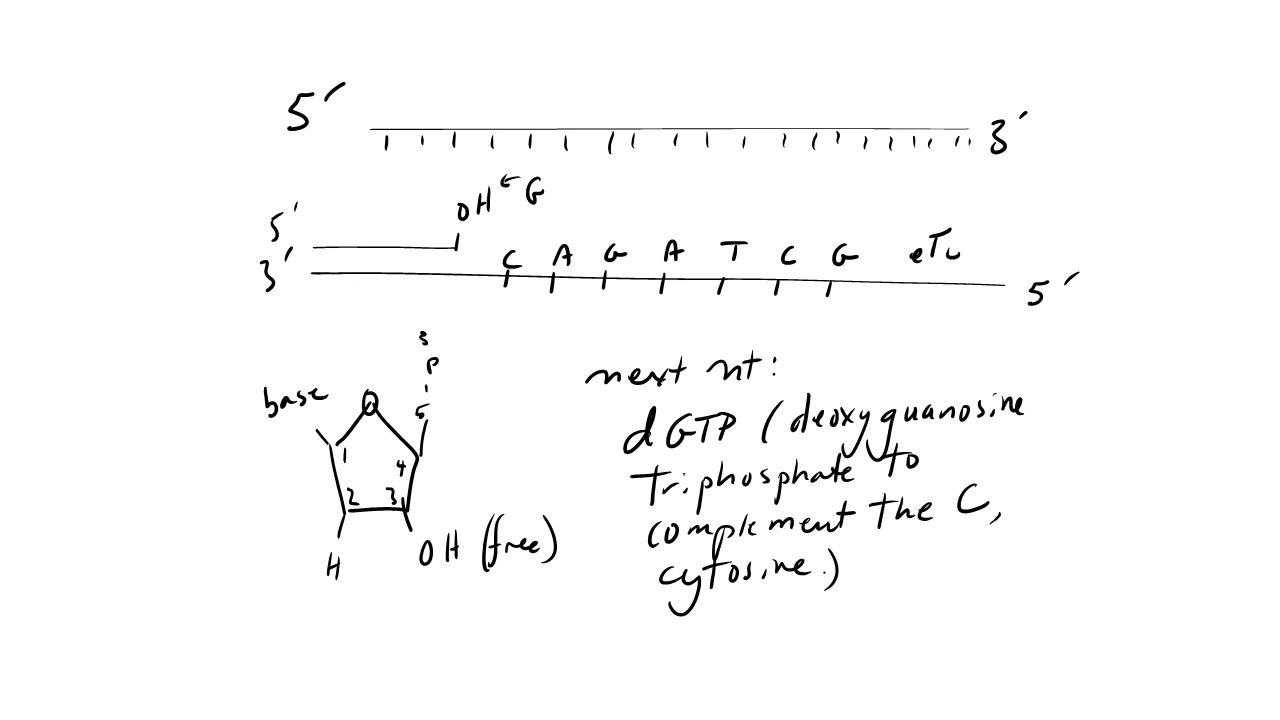 5′ 3′
OH ← G
5′
3′ C A G A T C G etc 5′
3
P
base O 5
1 4
2 3
H OH (free)
next nt:
dGTP (deoxyguanosine
triphosphate to
complement the C,
cytosine.)